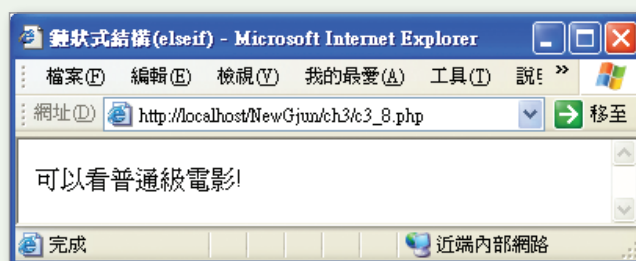 鏈狀式結構(elseif) - Microsoft Internet Explorer
檔案(F) 編輯(E) 檢視(V) 我的最愛(A) 工具(T) 說 »
網址(D) http://localhost/NewGjun/ch3/c3_8.php 移至
可以看普通級電影!
完成 近端內部網路